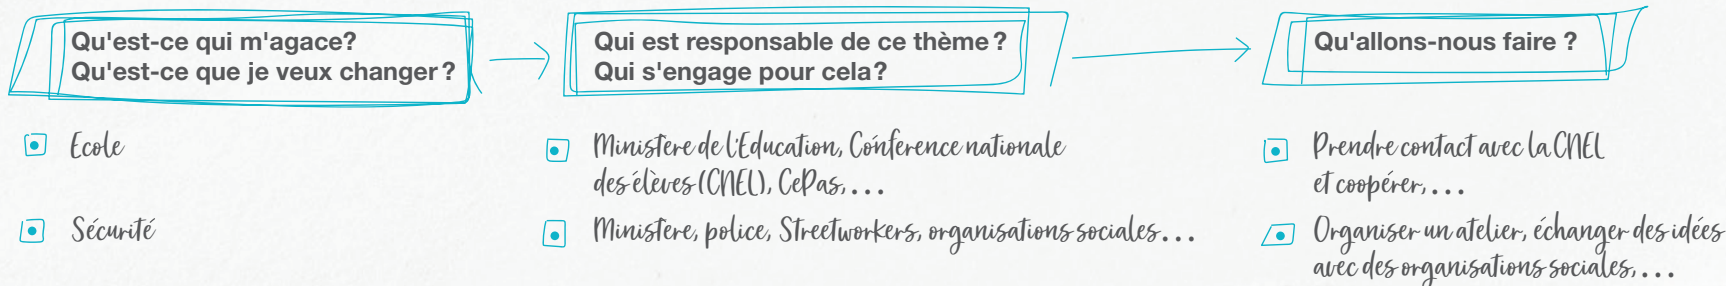 Qu'est-ce qui m'agace?
Qu'est-ce que je veux changer?
Qui est responsable de ce thème?
Qui s'engage pour cela?
Qu'allons-nous faire ?
Ecole
Ministère de l'Education, Conférence nationale
des élèves (CNEL), CePas, ...
Prendre contact avec la CNEL
et coopérer, ...
Sécurité
Ministère, police, Streetworkers, organisations sociales...
Organiser un atelier, échanger des idées
avec des organisations sociales, ...